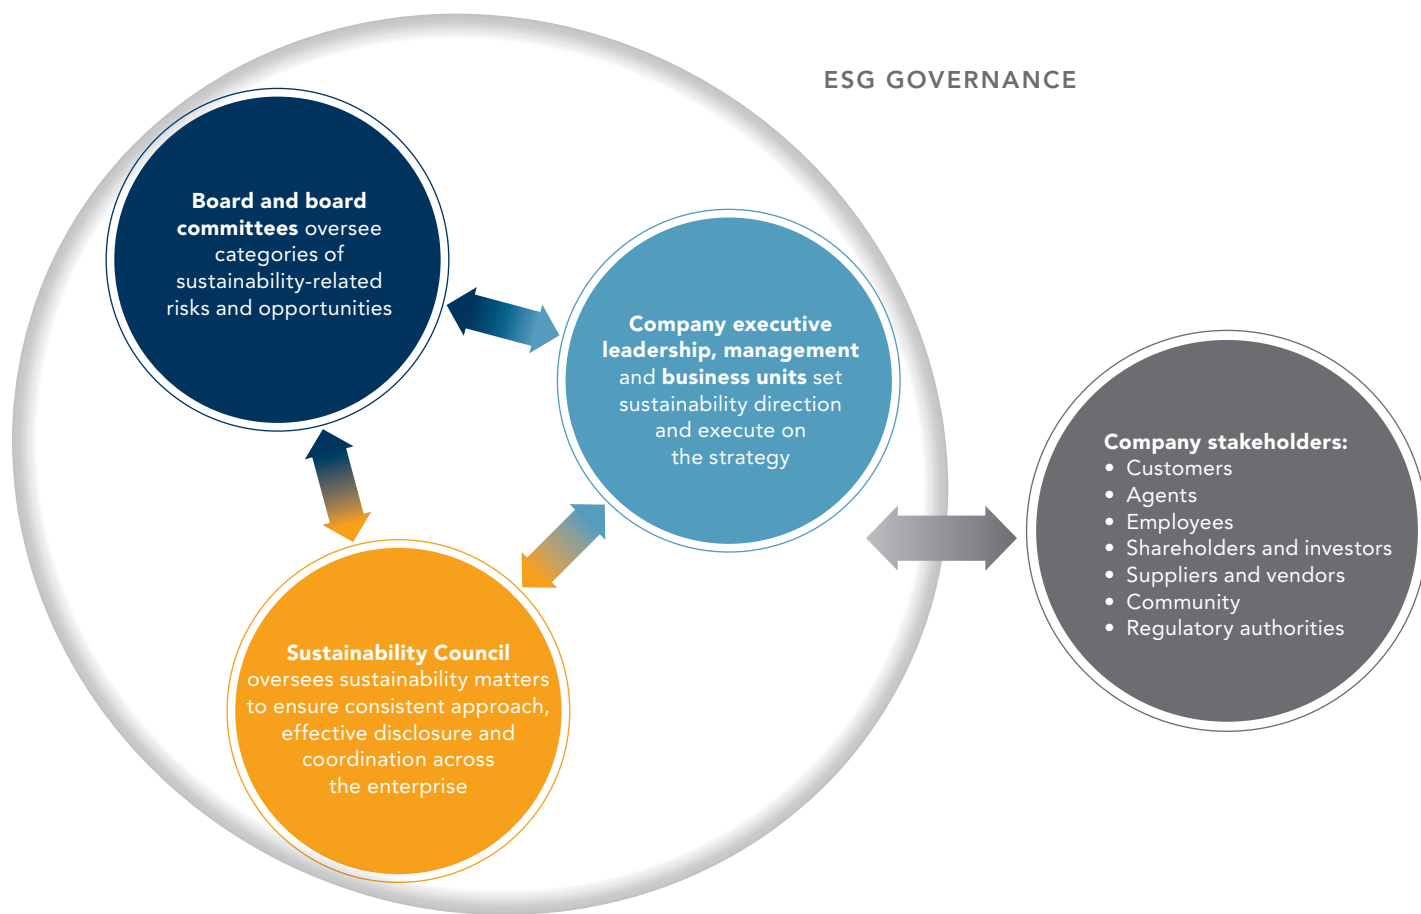 ESG GOVERNANCE
Board and board
committees oversee
categories of
sustainability-related
risks and opportunities
Company executive
leadership, management
and business units set
sustainability direction
and execute on
the strategy
Sustainability Council
oversees sustainability matters
to ensure consistent approach,
effective disclosure and
coordination across
the enterprise
Company stakeholders:
• Customers
• Agents
• Employees
• Shareholders and investors
• Suppliers and vendors
• Community
• Regulatory authorities